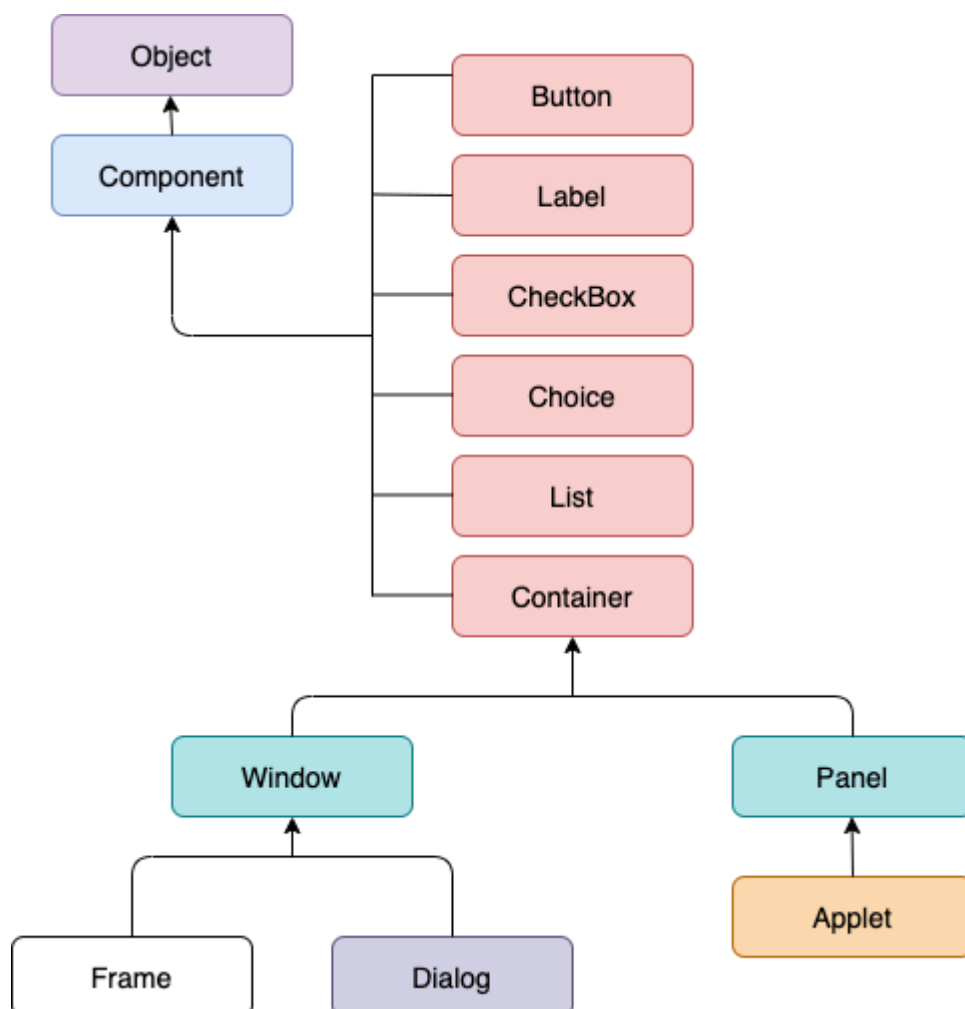 Object
Component
Button
Label
CheckBox
Choice
List
Container
Window
Panel
Frame
Dialog
Applet